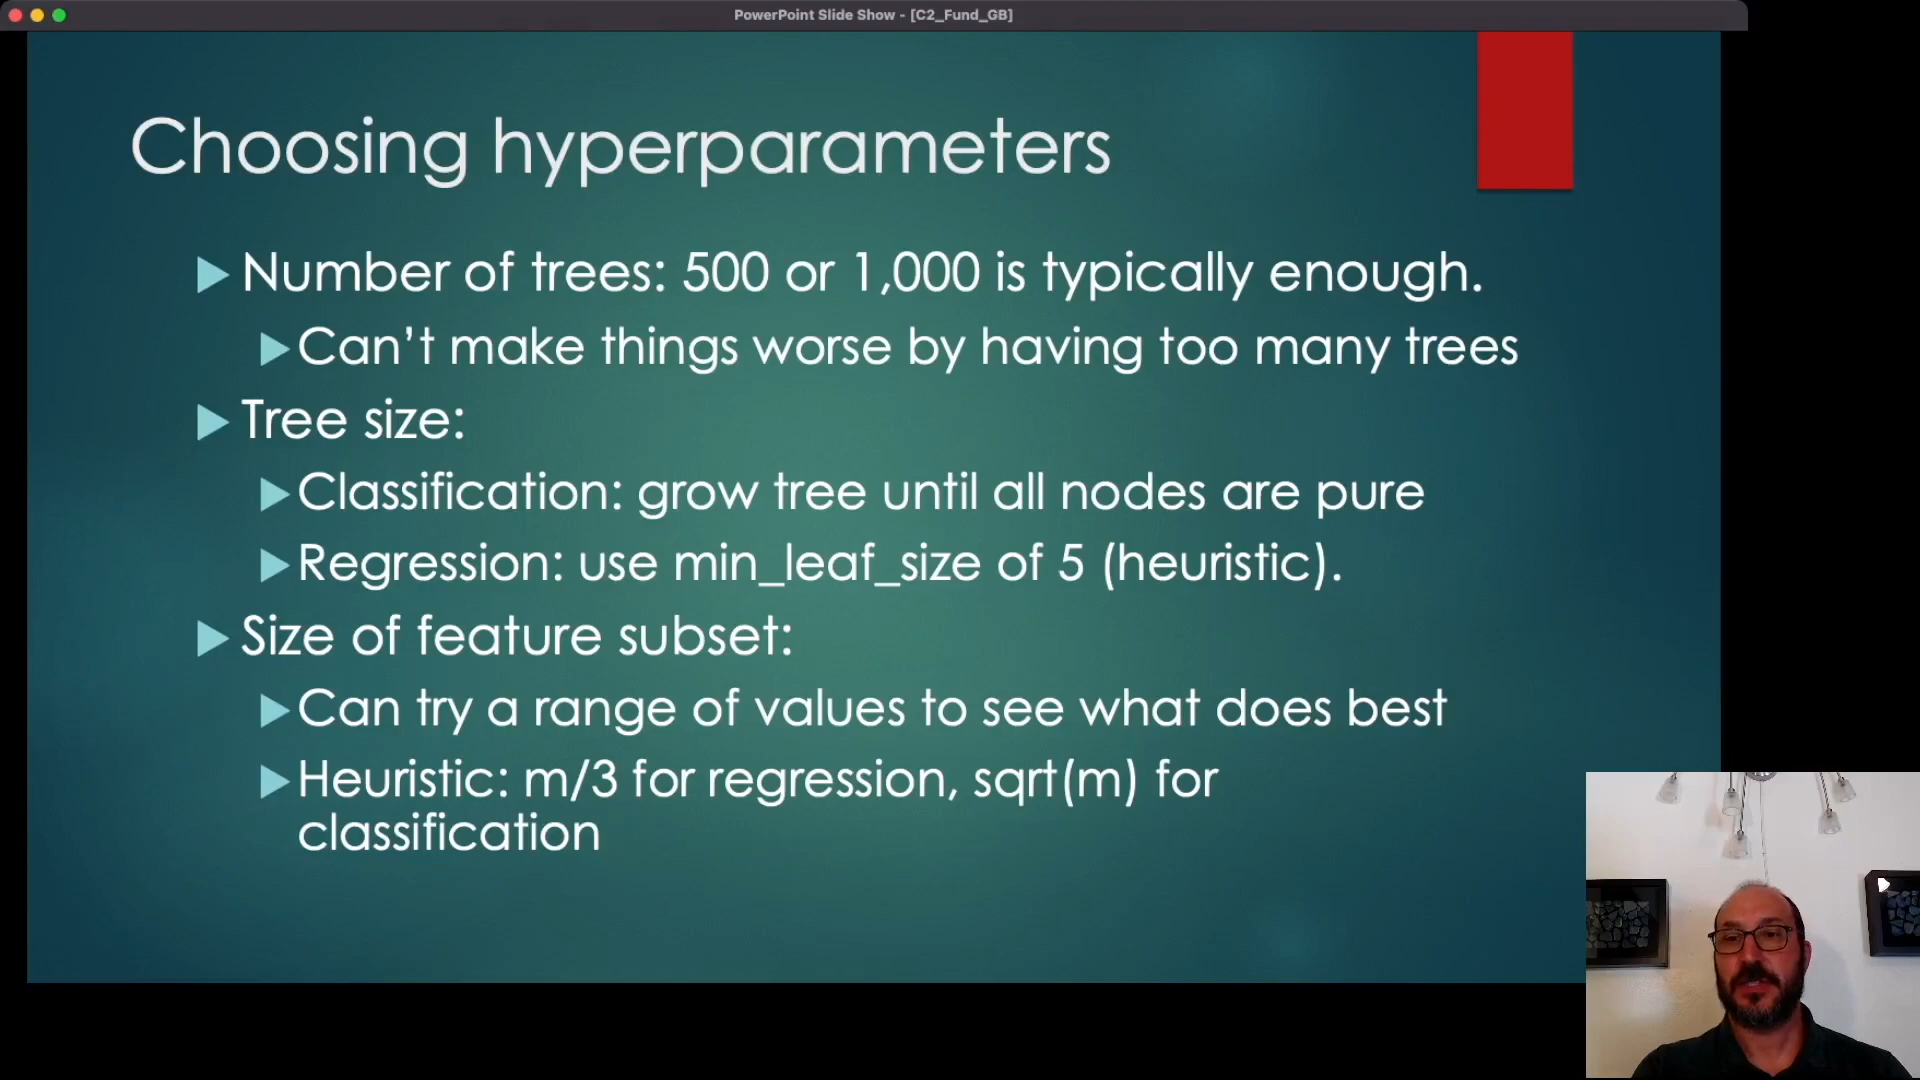 PowerPoint Slide Show - [C2_Fund_GB]
Choosing hyperparameters
Number of trees: 500 or 1,000 is typically enough.
Can’t make things worse by having too many trees
Tree size:
Classification: grow tree until all nodes are pure
Regression: use min_leaf_size of 5 (heuristic).
Size of feature subset:
Can try a range of values to see what does best
Heuristic: m/3 for regression, sqrt(m) for
classification